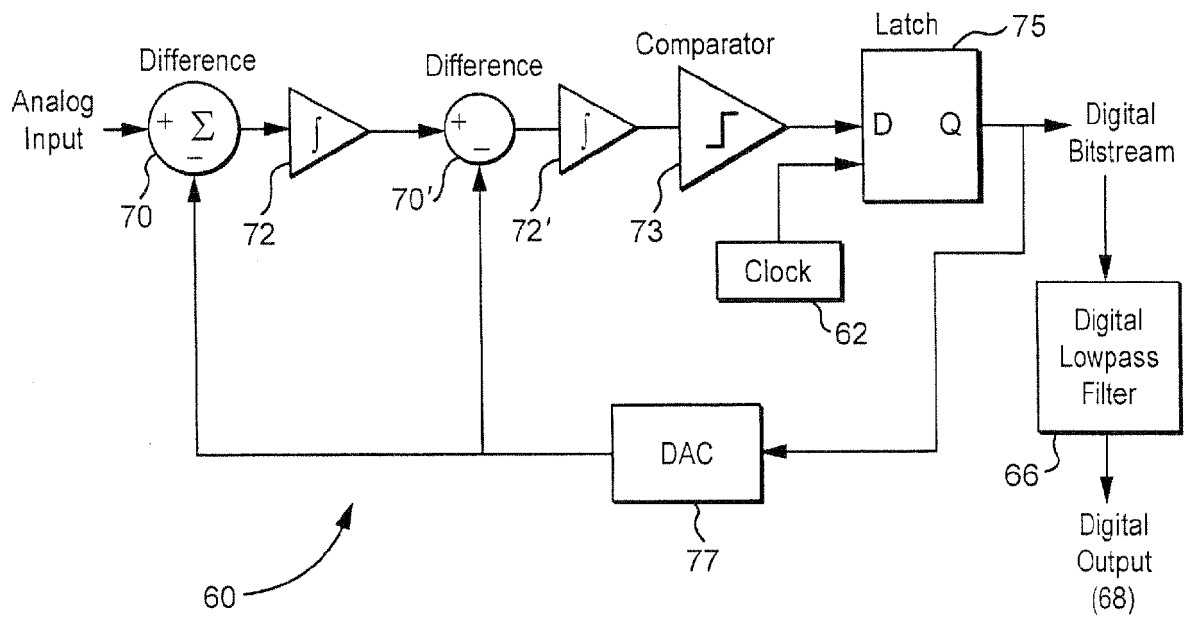 Latch
75
Comparator
Difference
Difference
Analog
Input
+
Σ
−
∫
+
−
∫
D
Q
Digital
Bitstream
70
72
70′
72′
73
Clock
62
Digital
Lowpass
Filter
DAC
66
77
Digital
Output
(68)
60